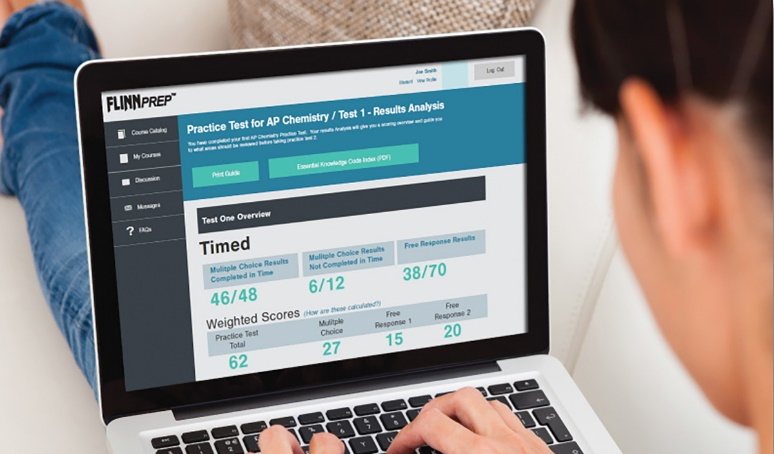 FLINNPREP™
Joe Smith
Student View Profile
Log Out
Course Catalog
My Courses
Discussion
Messages
? FAQs
Practice Test for AP Chemistry / Test 1 - Results Analysis
You have completed your first AP Chemistry Practice Test. Your results Analysis will give you a scoring overview and guide you
to what areas should be reviewed before taking practice test 2
Print Guide
Essential Knowledge Code Index (PDF)
Test One Overview
Timed
Mulitple Choice Results
Completed in Time
46/48
Mulitple Choice Results
Not Completed in Time
6/12
Free Response Results
38/70
Weighted Scores (How are these calculated?)
Practice Test
Total
62
Mulitple
Choice
27
Free
Response 1
15
Free
Response 2
20